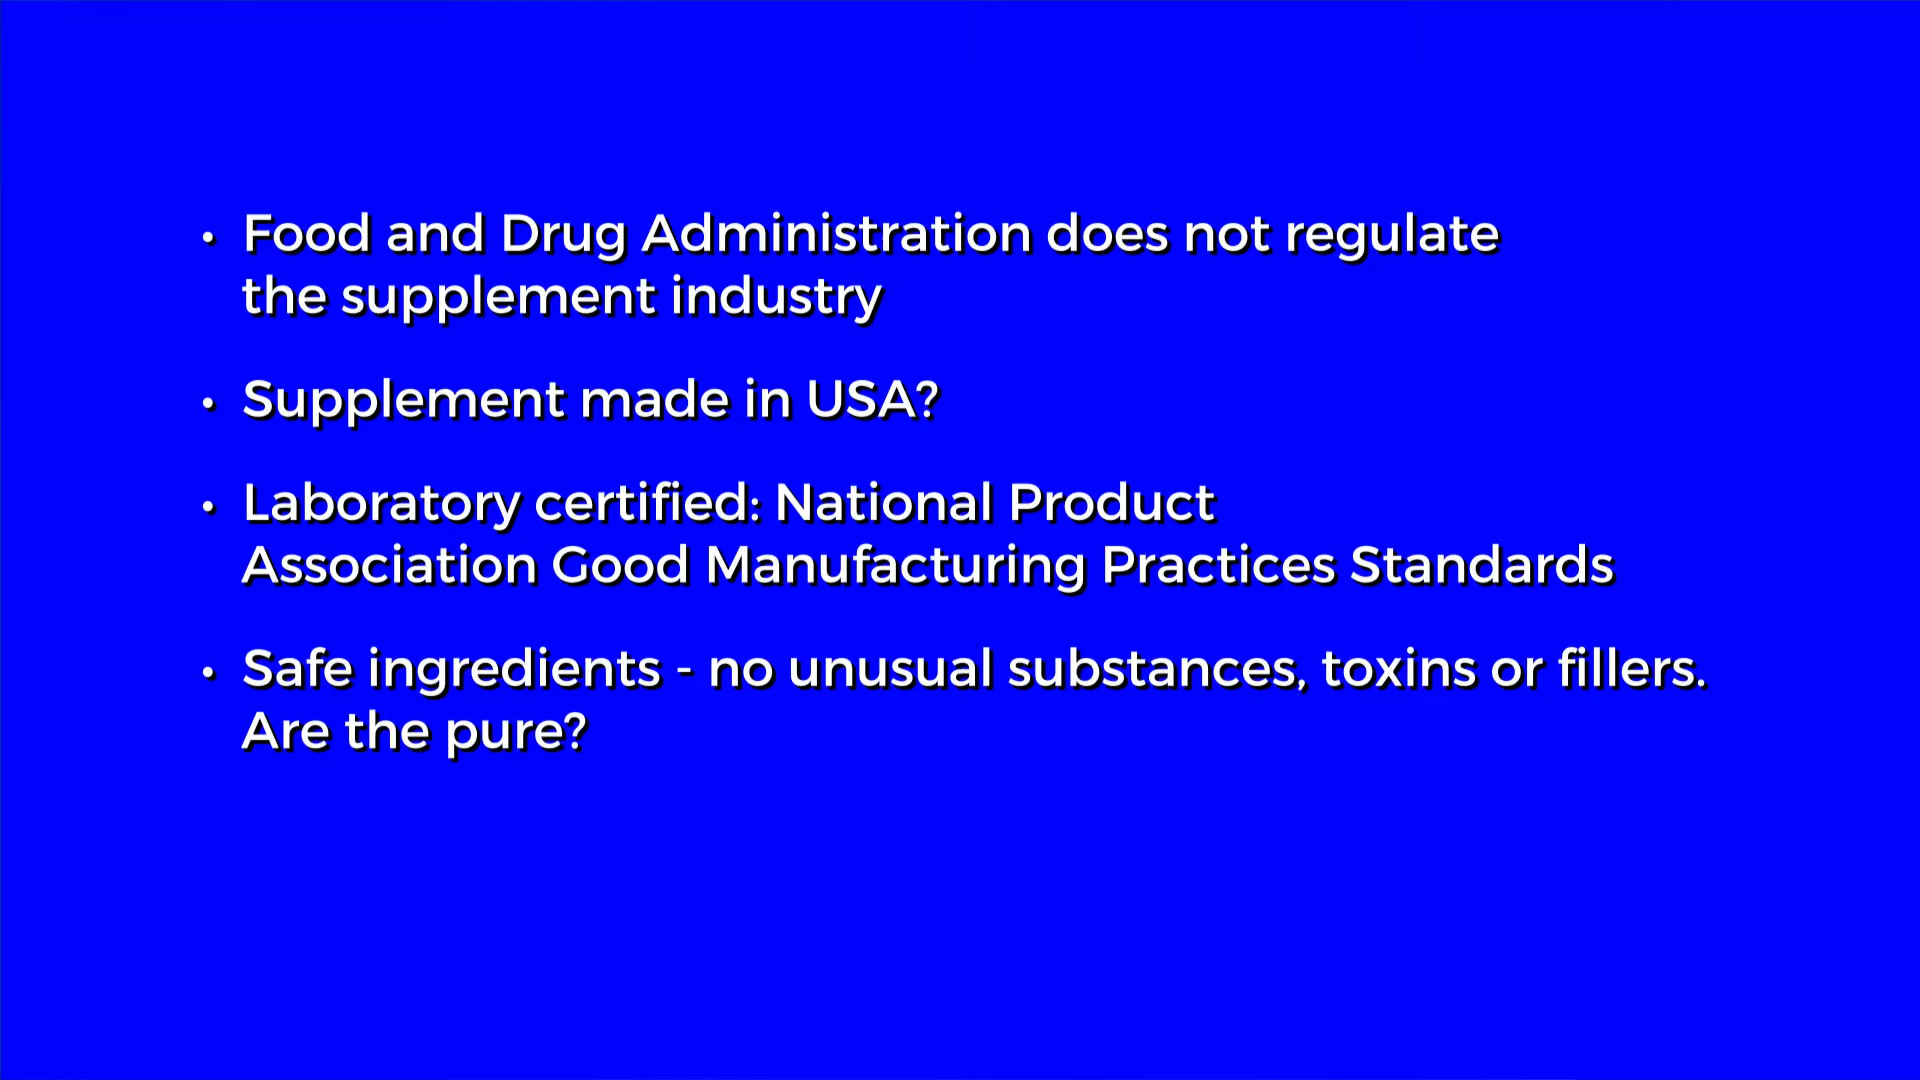 • Food and Drug Administration does not regulate
the supplement industry
• Supplement made in USA?
• Laboratory certified: National Product
Association Good Manufacturing Practices Standards
• Safe ingredients - no unusual substances, toxins or fillers.
Are the pure?